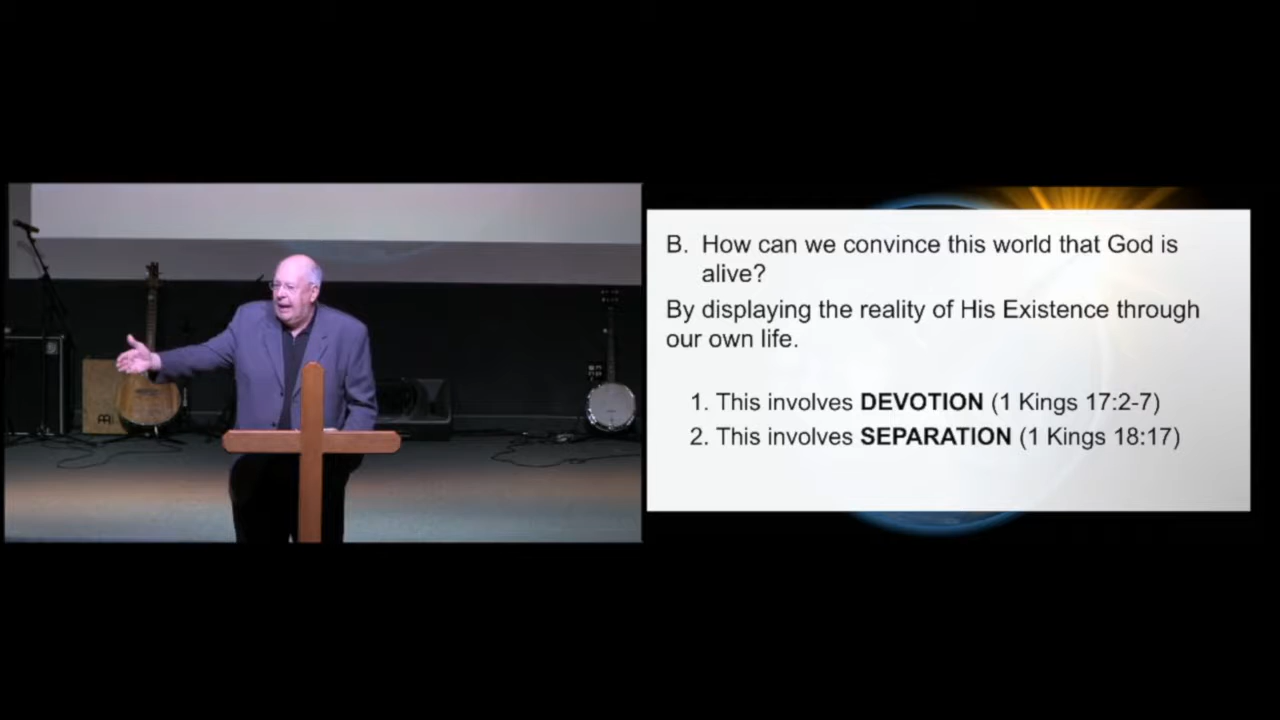 B. How can we convince this world that God is
alive?
By displaying the reality of His Existence through
our own life.
1. This involves DEVOTION (1 Kings 17:2-7)
2. This involves SEPARATION (1 Kings 18:17)